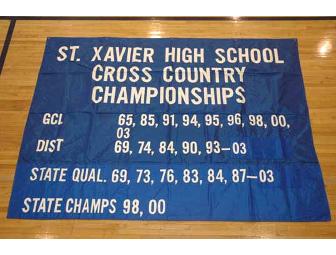 ST. XAVIER HIGH SCHOOL
CROSS COUNTRY
CHAMPIONSHIPS
GCL 65, 85, 91, 94, 95, 96, 98, 00,
03
DIST 69, 74, 84, 90, 93–03
STATE QUAL. 69, 73, 76, 83, 84, 87–03
STATE CHAMPS 98, 00